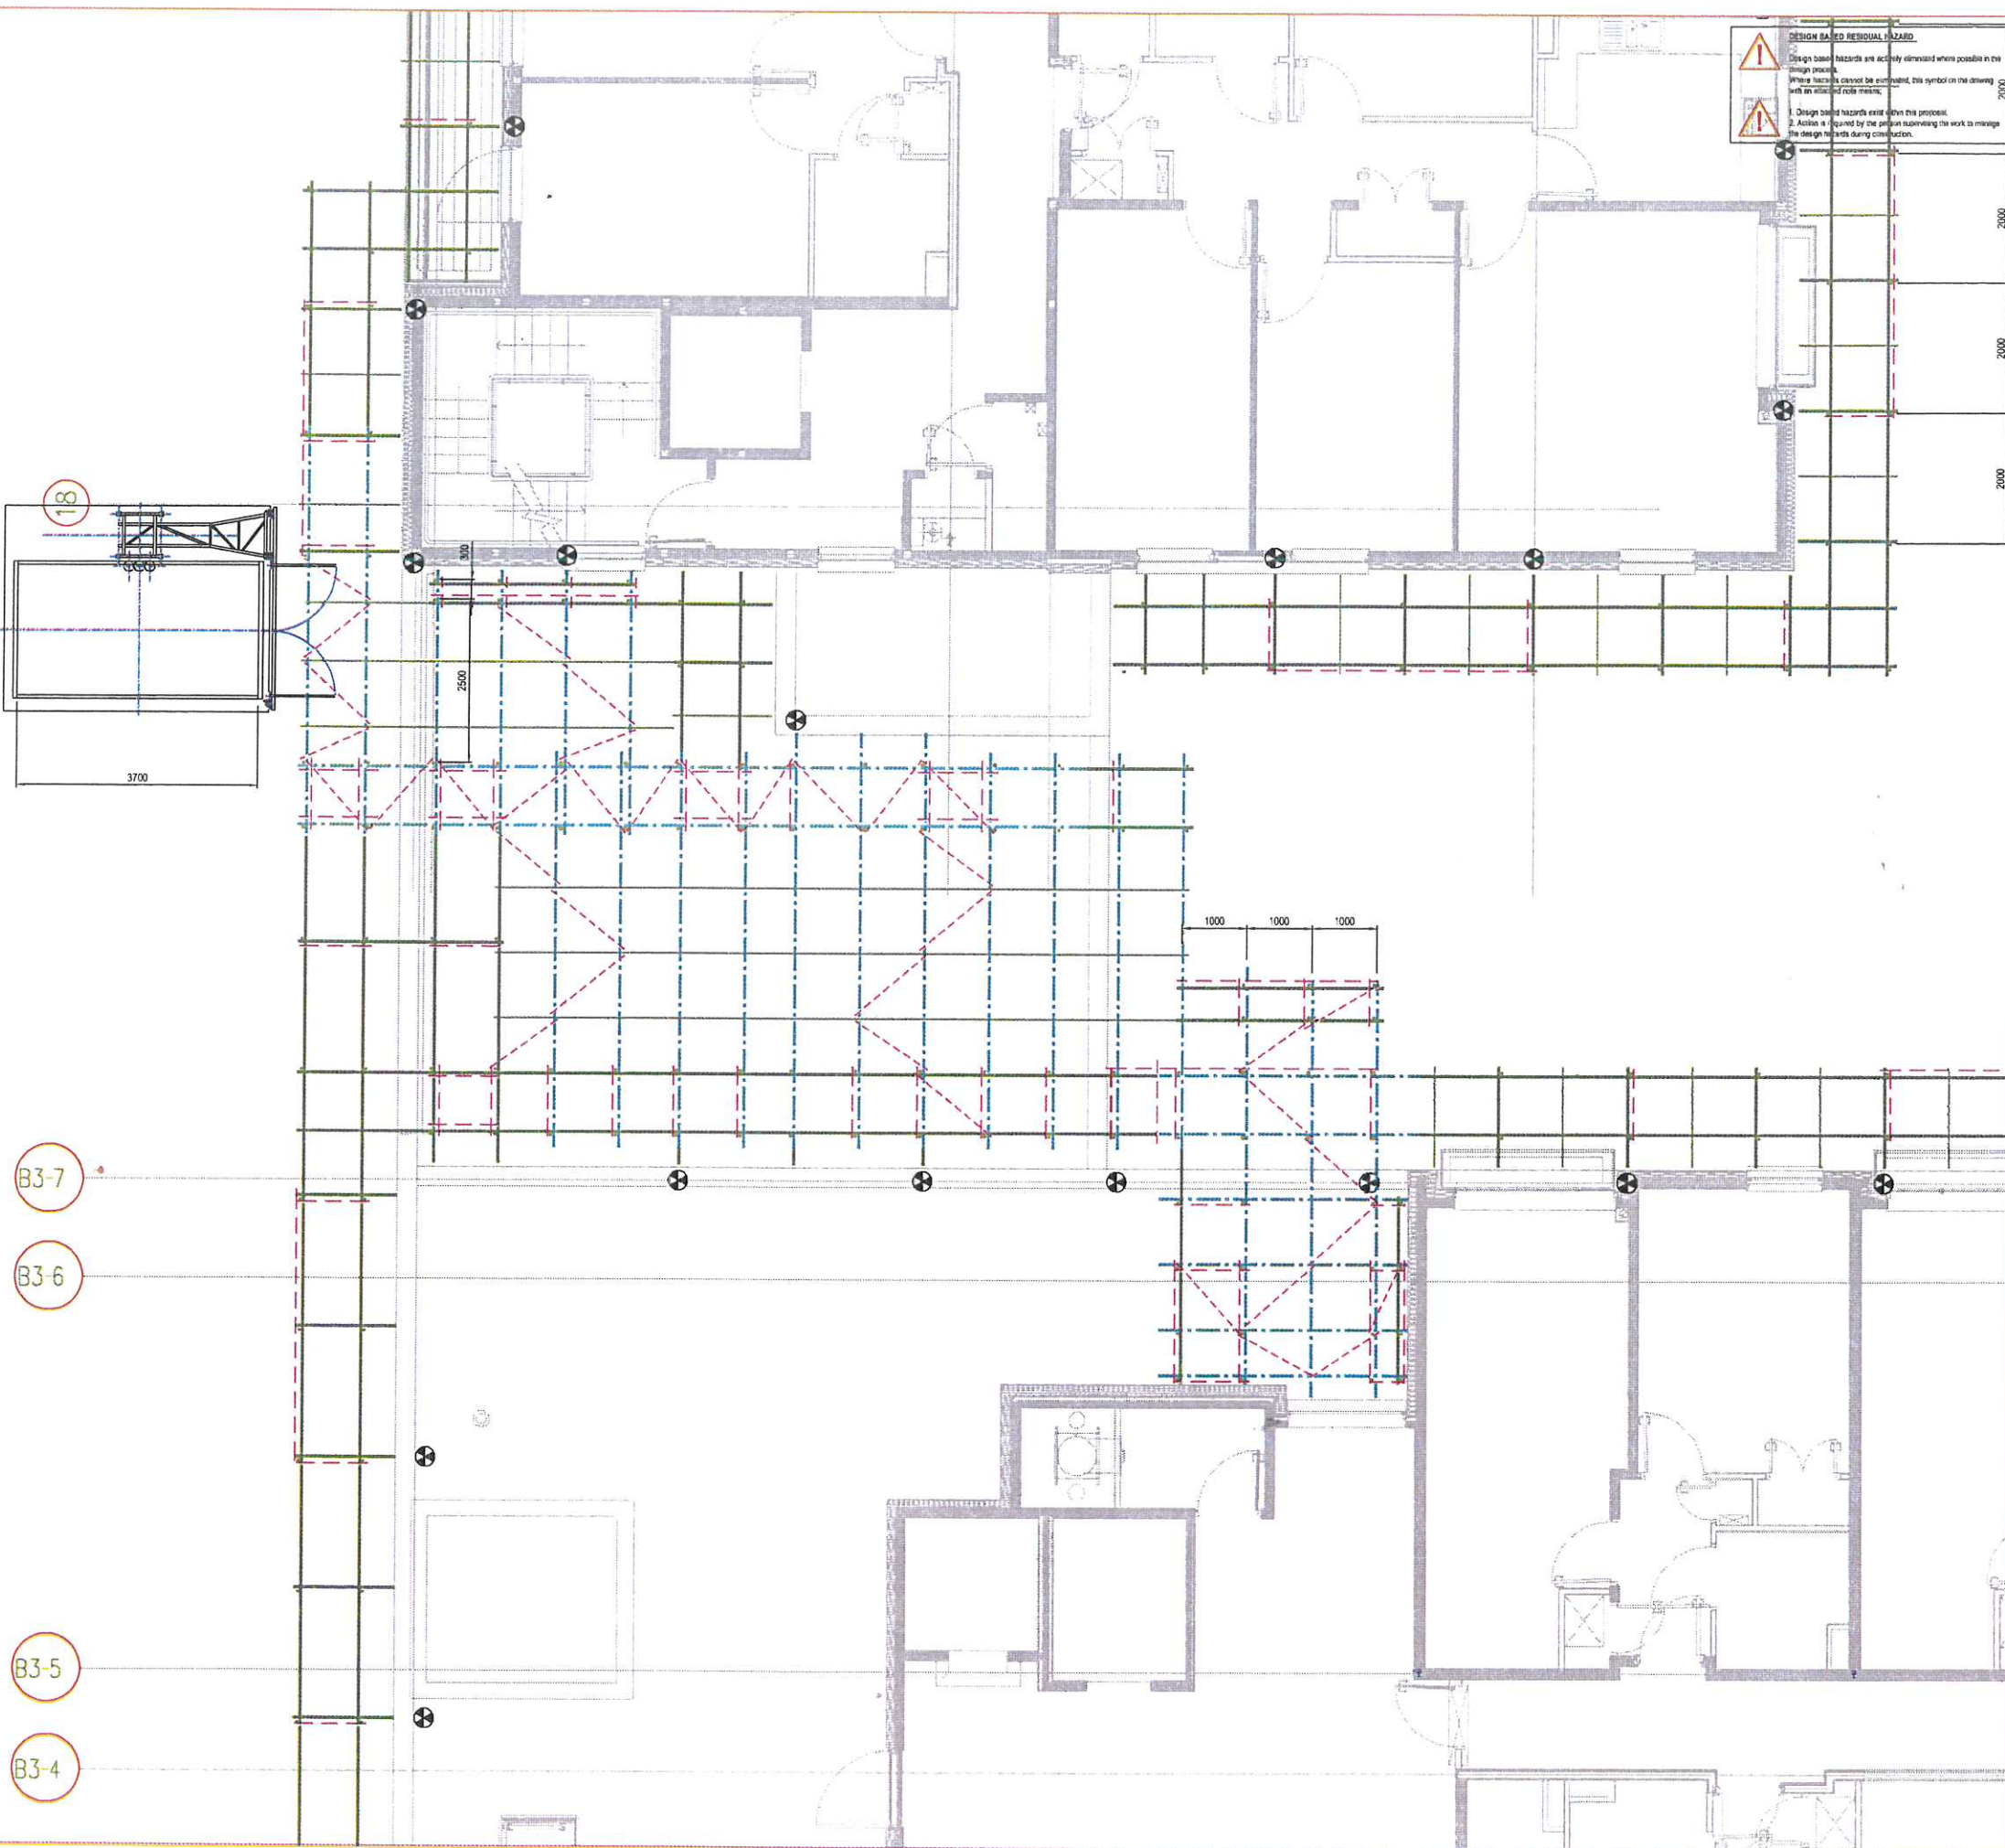 DESIGN BASED RESIDUAL HAZARD
Design based hazards are actively eliminated where possible in the
design process.
Where hazards cannot be eliminated, this symbol on the drawing
with an attached note means;
1. Design based hazards exist within this proposal.
2. Action is required by the person supervising the work to manage
the design hazards during construction.
2000
2000
2000
2000
18
300
2500
3700
1000 1000 1000
B3-7
B3-6
B3-5
B3-4